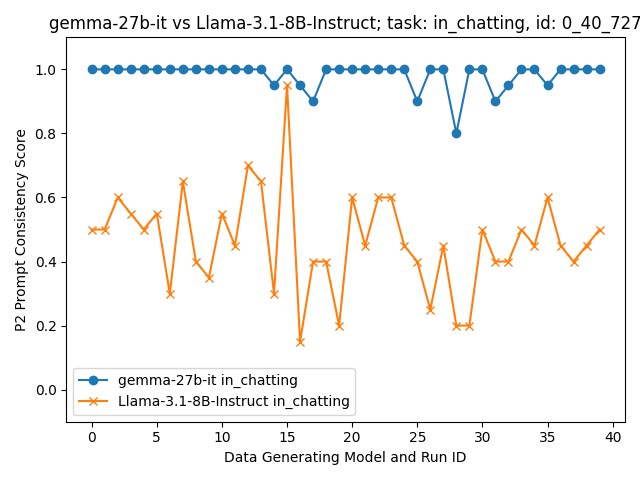 gemma-27b-it vs Llama-3.1-8B-Instruct; task: in_chatting, id: 0_40_727
P2 Prompt Consistency Score
1.0
0.8
0.6
0.4
0.2
0.0
gemma-27b-it in_chatting
Llama-3.1-8B-Instruct in_chatting
0 5 10 15 20 25 30 35 40
Data Generating Model and Run ID